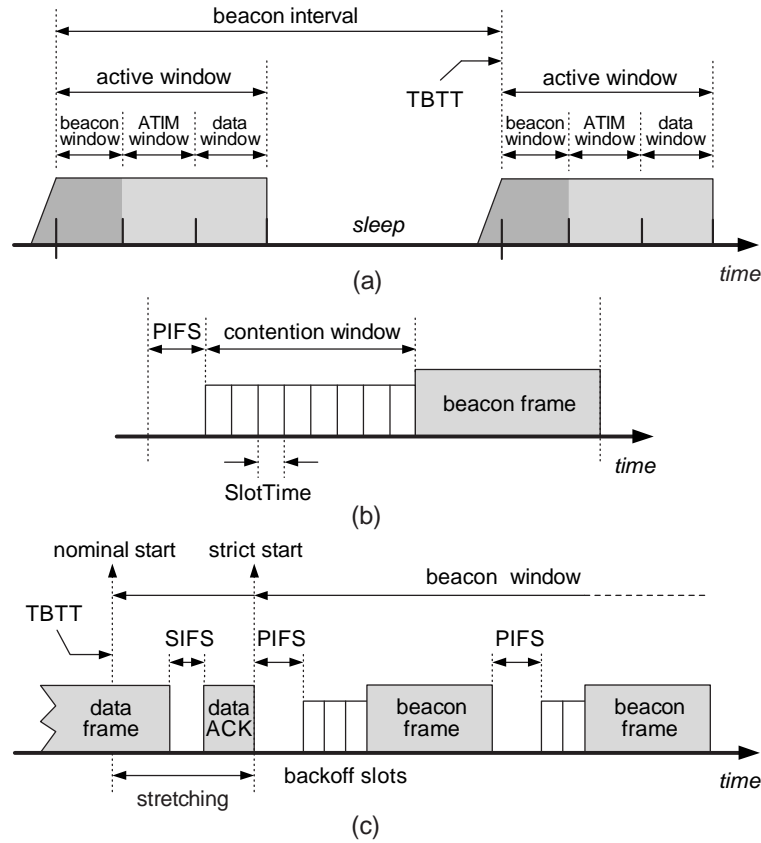 beacon interval
active window
TBTT
active window
beacon window
ATIM window
data window
beacon window
ATIM window
data window
sleep
time
(a)
PIFS
contention window
beacon frame
time
SlotTime
(b)
nominal start
strict start
beacon window
TBTT
SIFS
PIFS
PIFS
data frame
data ACK
beacon frame
beacon frame
backoff slots
time
stretching
(c)